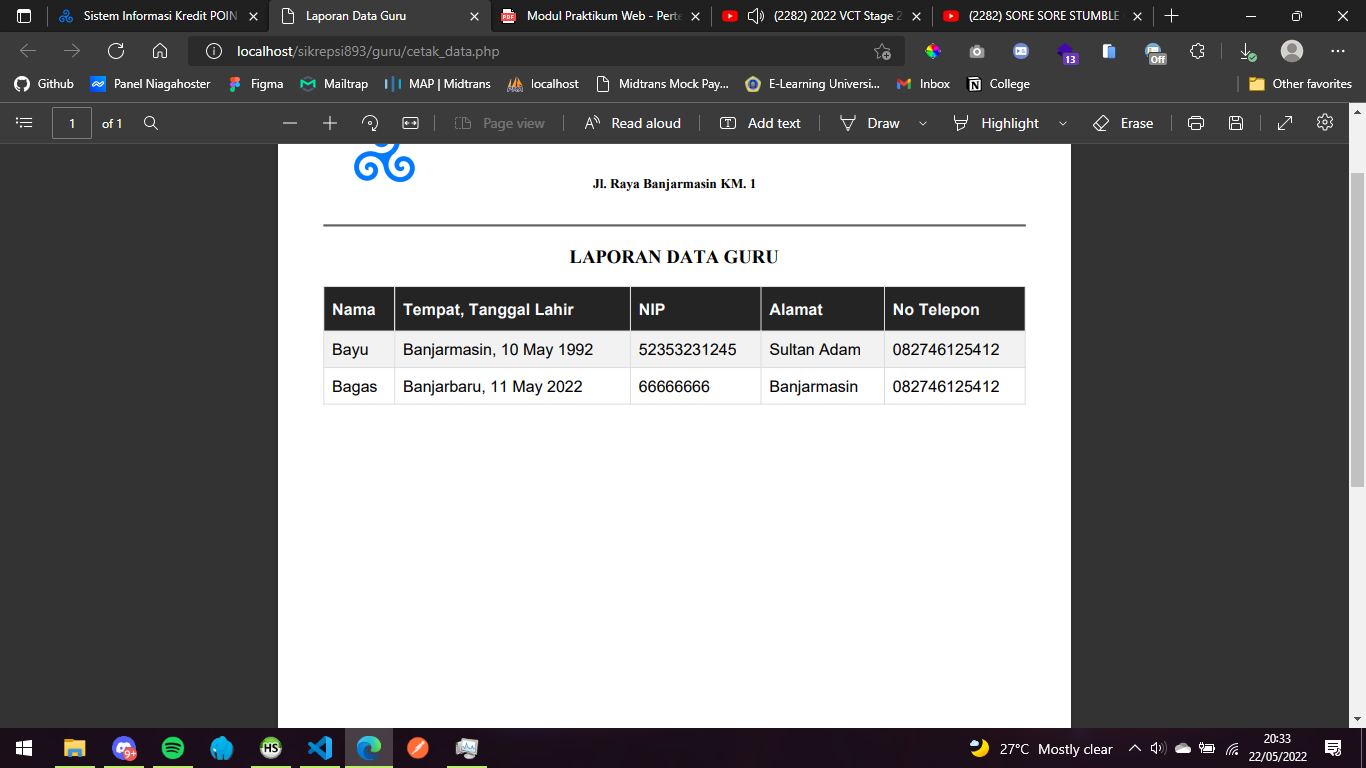 Sistem Informasi Kredit POIN
Laporan Data Guru
Modul Praktikum Web - Perte
(2282) 2022 VCT Stage 2
(2282) SORE SORE STUMBLE
localhost/sikrepsi893/guru/cetak_data.php
13
Off
Github
Panel Niagahoster
Figma
Mailtrap
MAP | Midtrans
localhost
Midtrans Mock Pay...
E-Learning Universi...
Inbox
College
Other favorites
1 of 1
Page view
Read aloud
Add text
Draw
Highlight
Erase
Jl. Raya Banjarmasin KM. 1
LAPORAN DATA GURU
Nama Tempat, Tanggal Lahir NIP Alamat No Telepon
Bayu Banjarmasin, 10 May 1992 52353231245 Sultan Adam 082746125412
Bagas Banjarbaru, 11 May 2022 66666666 Banjarmasin 082746125412
9+
HS
27°C Mostly clear
20:33
22/05/2022